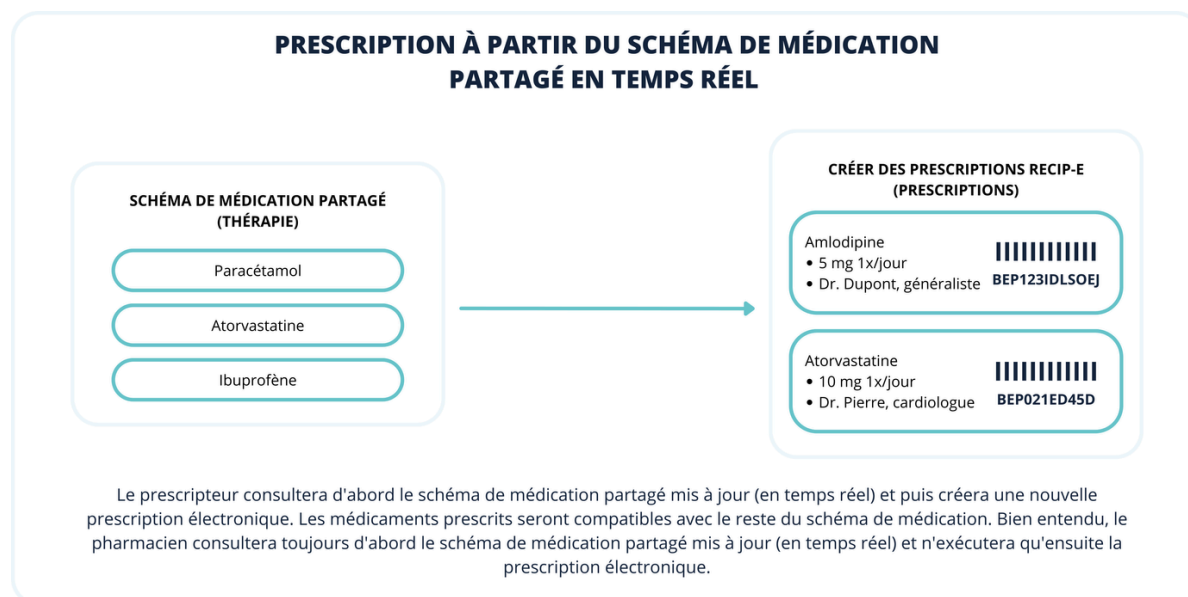 PRESCRIPTION À PARTIR DU SCHÉMA DE MÉDICATION
PARTAGÉ EN TEMPS RÉEL
SCHÉMA DE MÉDICATION PARTAGÉ
(THÉRAPIE)
Paracétamol
Atorvastatine
Ibuprofène
CRÉER DES PRESCRIPTIONS RECIP-E
(PRESCRIPTIONS)
Amlodipine
• 5 mg 1x/jour
• Dr. Dupont, généraliste
BEP123IDLSOEJ
Atorvastatine
• 10 mg 1x/jour
• Dr. Pierre, cardiologue
BEP021ED45D
Le prescripteur consultera d'abord le schéma de médication partagé mis à jour (en temps réel) et puis créera une nouvelle
prescription électronique. Les médicaments prescrits seront compatibles avec le reste du schéma de médication. Bien entendu, le
pharmacien consultera toujours d'abord le schéma de médication partagé mis à jour (en temps réel) et n'exécutera qu'ensuite la
prescription électronique.